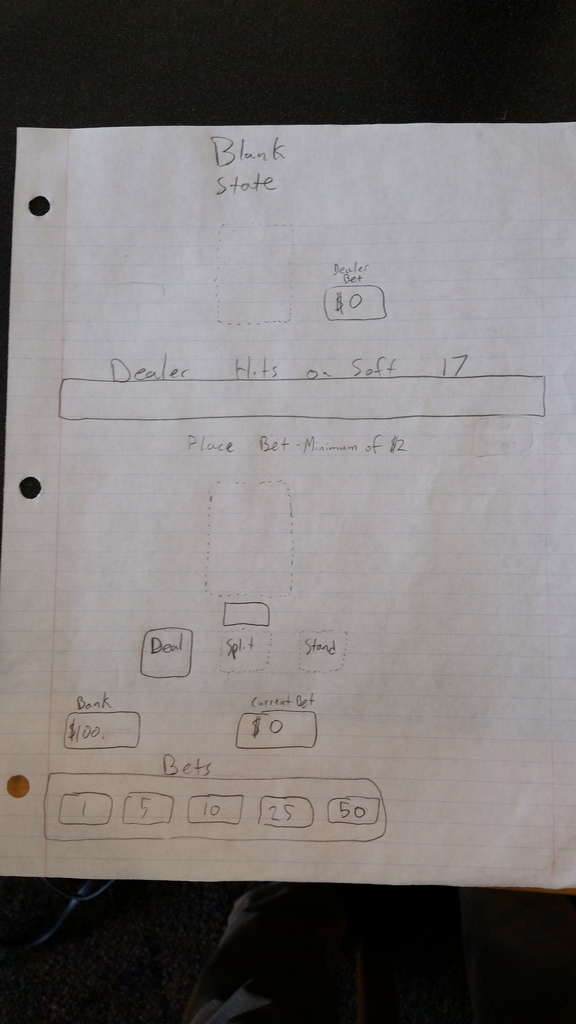 Blank
State
Dealer
Bet
$0
Dealer Hits on Soft 17
Place Bet - Minimum of $2
Deal
Split
Stand
Bank
Current Bet
$100.
$0
Bets
1 5 10 25 50